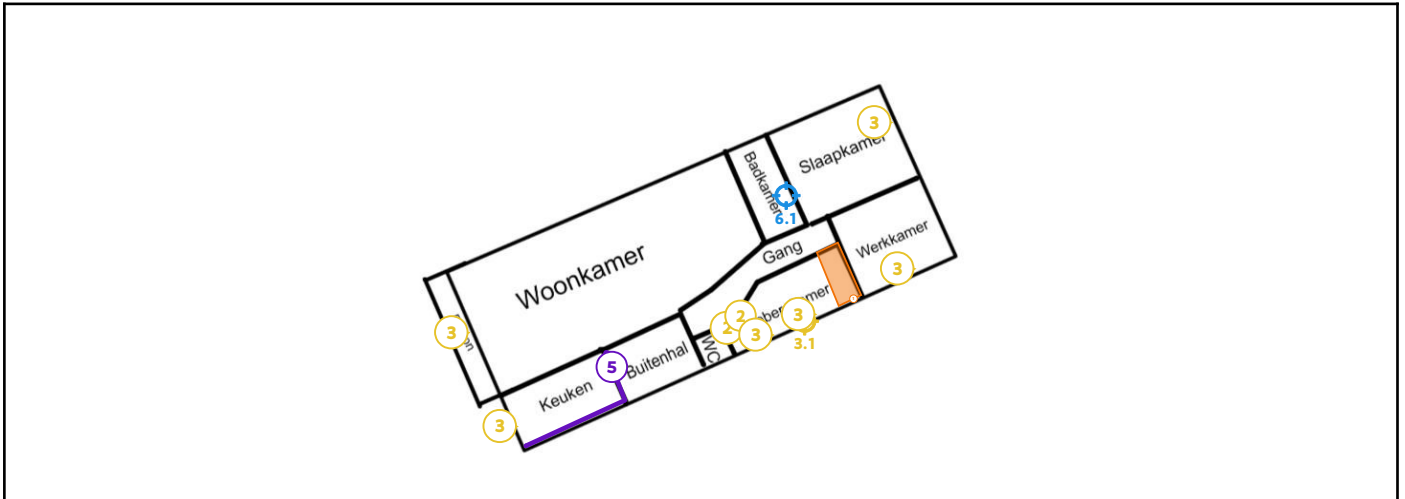 3
Slaapkamer
Badkamer
6.1
Gang
Werkkamer
3
Woonkamer
3
2
2
3
3
3.1
WC
Buitenhal
5
Keuken
3